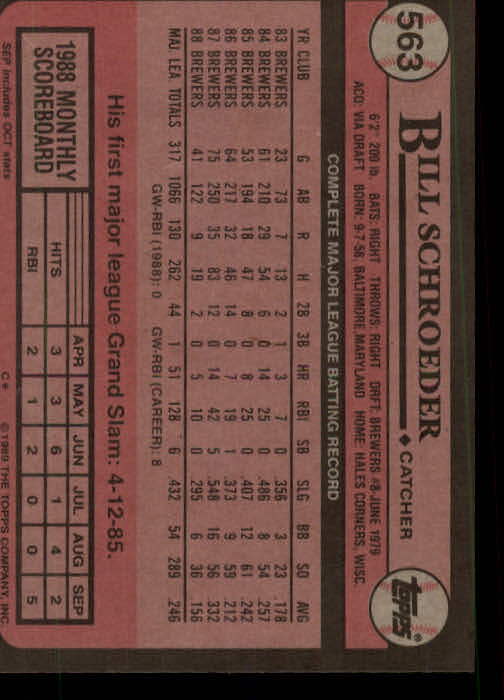 563
BILL SCHROEDER ♦ CATCHER
topps®
6'2" 200 lb. BATS: RIGHT THROWS: RIGHT DRFT: BREWERS #8-JUNE 1979
ACQ: VIA DRAFT BORN: 9-7-58, BALTIMORE, MARYLAND HOME: HALES CORNERS, WISC.
COMPLETE MAJOR LEAGUE BATTING RECORD
YR CLUB G AB R H 2B 3B HR RBI SB SLG BB SO AVG
83 BREWERS 23 73 7 13 2 1 3 7 0 .356 3 23 .178
84 BREWERS 61 210 29 54 6 0 14 25 0 .486 8 54 .257
85 BREWERS 53 194 18 47 8 0 8 25 0 .407 12 61 .242
86 BREWERS 64 217 32 46 14 0 7 19 1 .373 9 59 .212
87 BREWERS 75 250 35 83 12 0 14 42 5 .548 16 56 .332
88 BREWERS 41 122 9 19 2 0 5 10 0 .295 6 36 .156
MAJ. LEA. TOTALS 317 1066 130 262 44 1 51 128 6 .432 54 289 .246
GW-RBI (1988): 0 GW-RBI (CAREER): 8
His first major league Grand Slam: 4-12-85.
1988 MONTHLY SCOREBOARD
APR MAY JUN JUL AUG SEP
HITS 3 3 6 1 4 2
RBI 2 1 2 0 0 5
SEP includes OCT stats
C* ©1989 THE TOPPS COMPANY, INC.